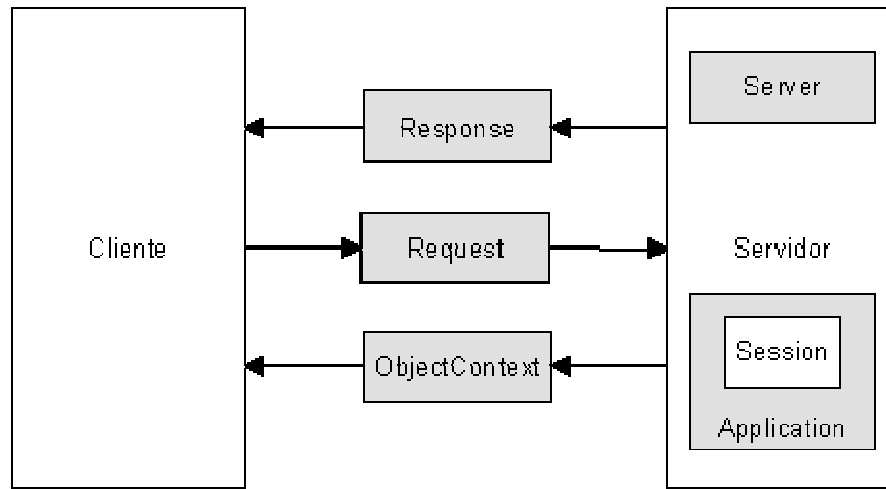 Server
Response
Cliente
Request
Servidor
Session
ObjectContext
Application